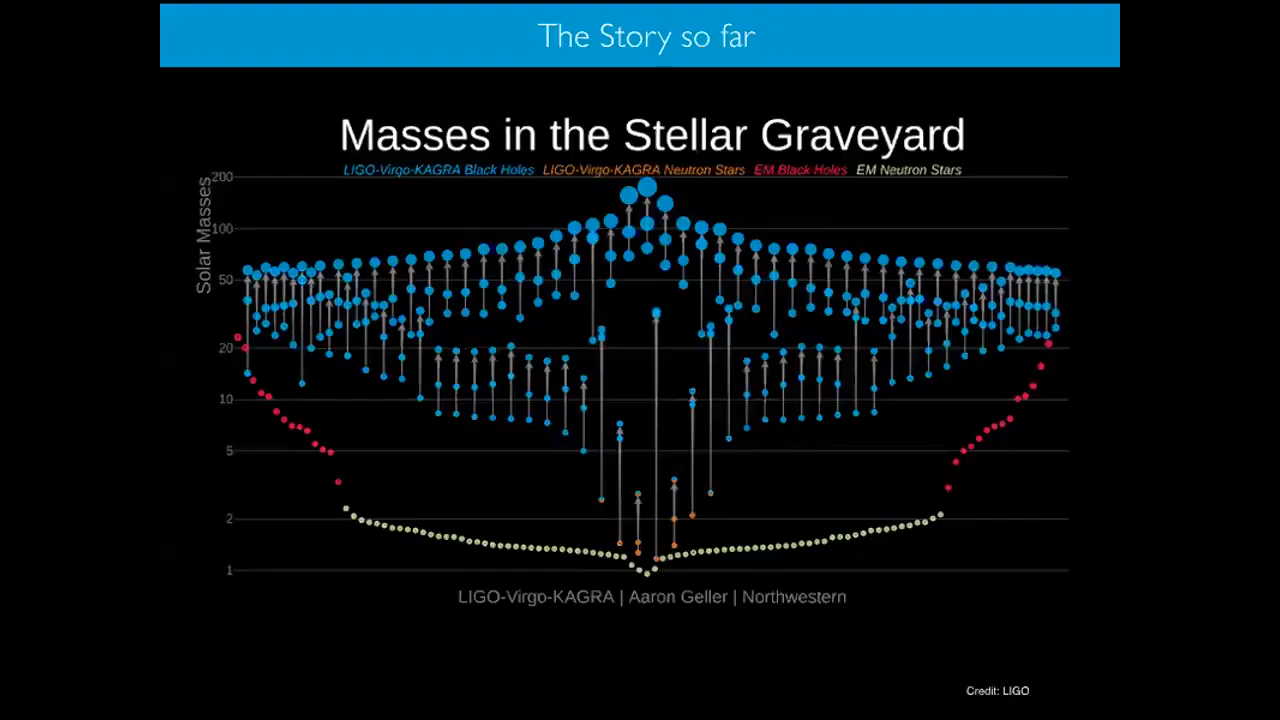 The Story so far
Masses in the Stellar Graveyard
LIGO-Virgo-KAGRA Black Holes LIGO-Virgo-KAGRA Neutron Stars EM Black Holes EM Neutron Stars
Solar Masses
200
100
50
20
10
5
2
1
LIGO-Virgo-KAGRA | Aaron Geller | Northwestern
Credit: LIGO